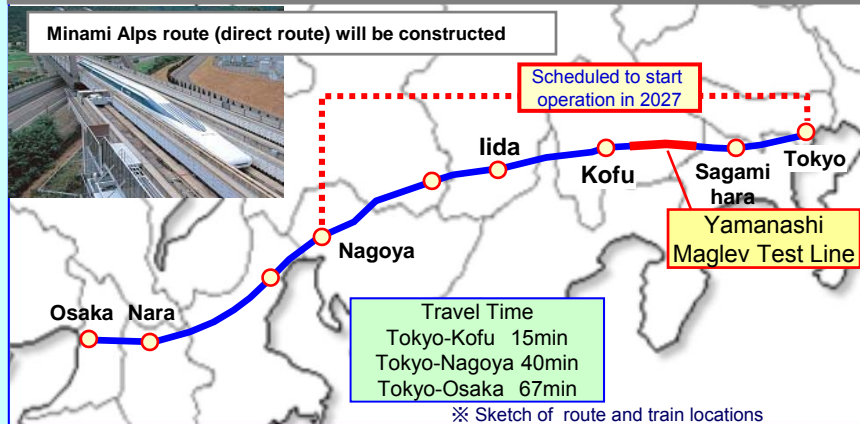 Minami Alps route (direct route) will be constructed
Scheduled to start
operation in 2027
Iida
Kofu
Sagami
hara
Tokyo
Yamanashi
Maglev Test Line
Nagoya
Osaka
Nara
Travel Time
Tokyo-Kofu 15min
Tokyo-Nagoya 40min
Tokyo-Osaka 67min
※ Sketch of route and train locations